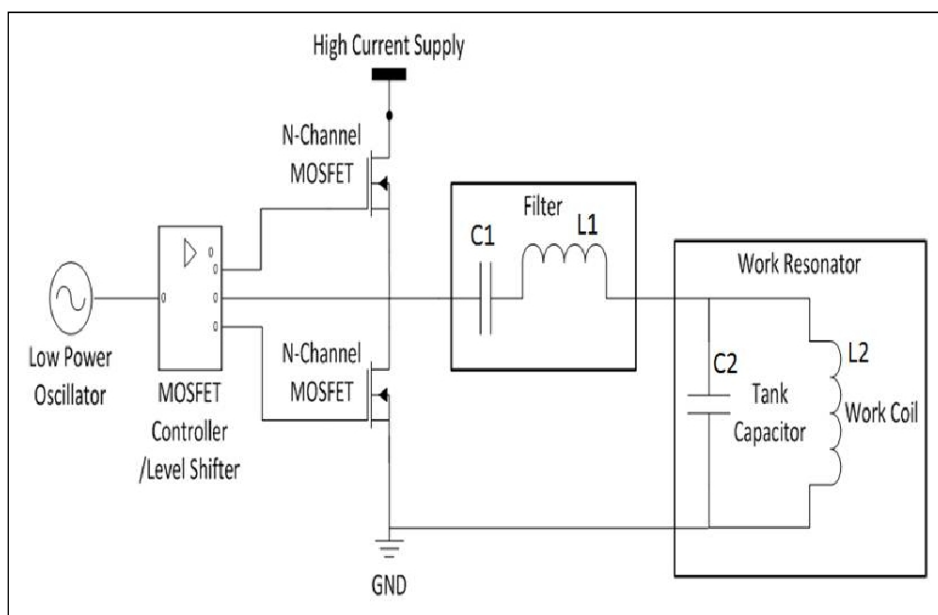 High Current Supply
N-Channel
MOSFET
Filter
C1
L1
Work Resonator
Low Power
Oscillator
MOSFET
Controller
/Level Shifter
N-Channel
MOSFET
C2
L2
Tank
Capacitor
Work Coil
GND